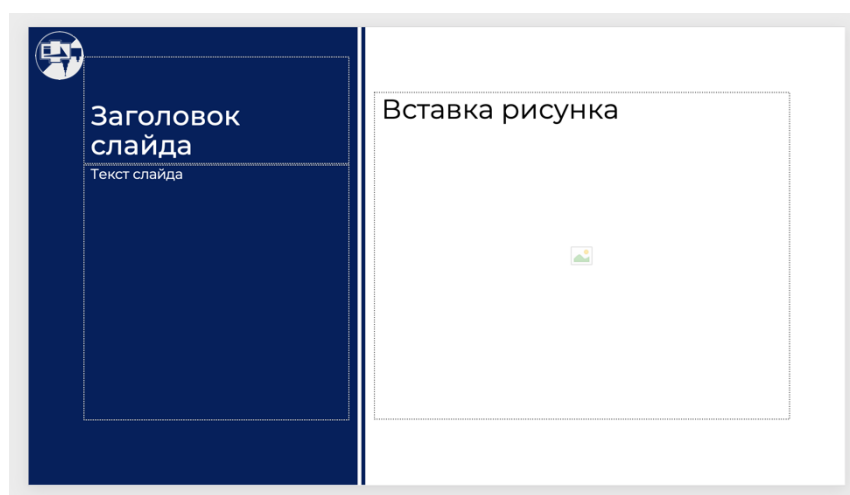 Заголовок
слайда
Текст слайда
Вставка рисунка